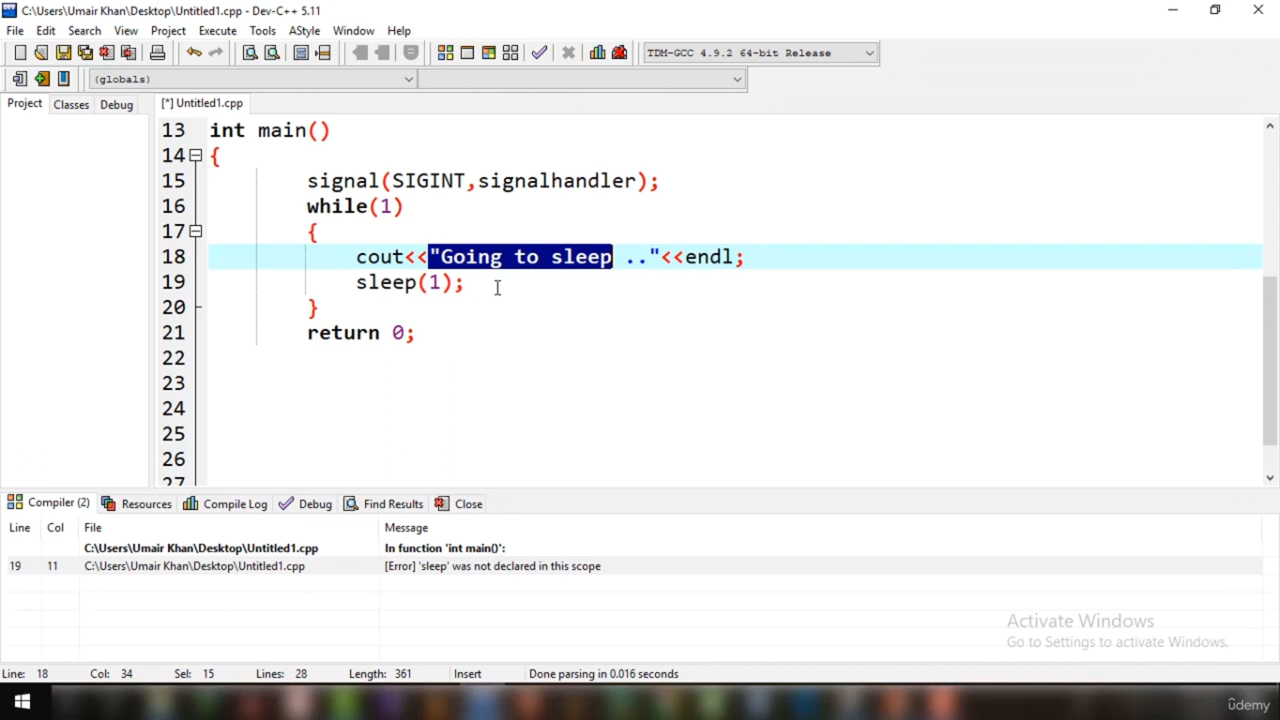 C:\Users\Umair Khan\Desktop\Untitled1.cpp - Dev-C++ 5.11
File Edit Search View Project Execute Tools AStyle Window Help
TDM-GCC 4.9.2 64-bit Release
(globals)
Project Classes Debug [*] Untitled1.cpp
13 int main()
14 {
15 signal(SIGINT,signalhandler);
16 while(1)
17 {
18 cout<<"Going to sleep .."<<endl;
19 sleep(1);
20 }
21 return 0;
22
23
24
25
26
27
Compiler (2) Resources Compile Log Debug Find Results Close
Line Col File Message
C:\Users\Umair Khan\Desktop\Untitled1.cpp In function 'int main()':
19 11 C:\Users\Umair Khan\Desktop\Untitled1.cpp [Error] 'sleep' was not declared in this scope
Activate Windows
Go to Settings to activate Windows.
Line: 18 Col: 34 Sel: 15 Lines: 28 Length: 361 Insert Done parsing in 0.016 seconds
ûdemy